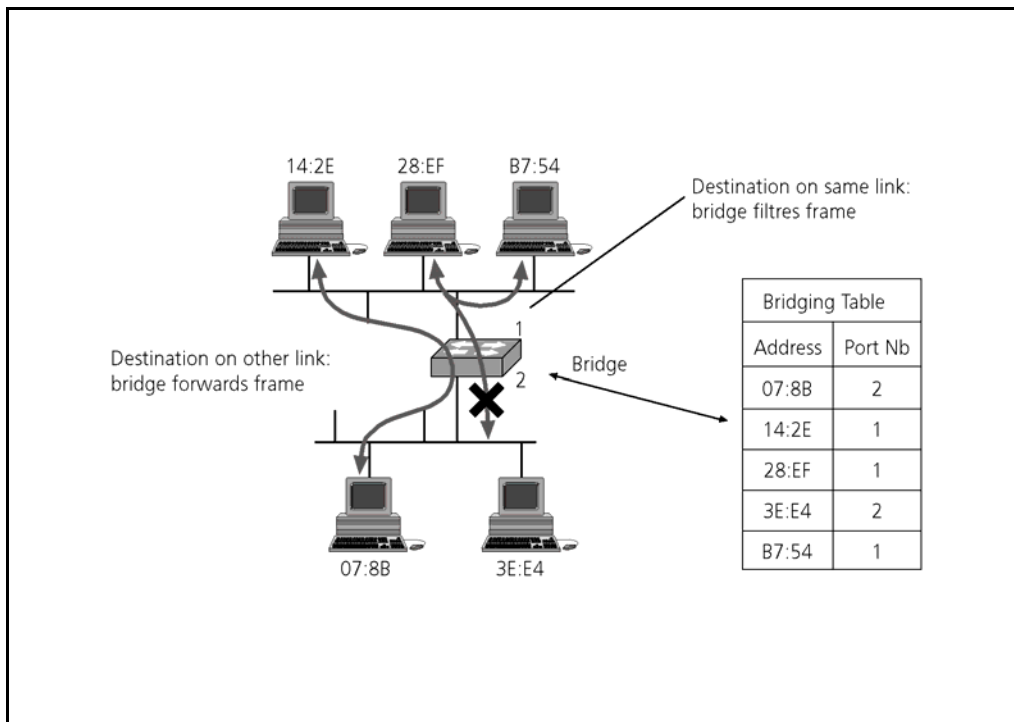 14:2E
28:EF
B7:54
Destination on same link:
bridge filtres frame
1
2
Bridge
Destination on other link:
bridge forwards frame
07:8B
3E:E4
Bridging Table
Address Port Nb
07:8B 2
14:2E 1
28:EF 1
3E:E4 2
B7:54 1